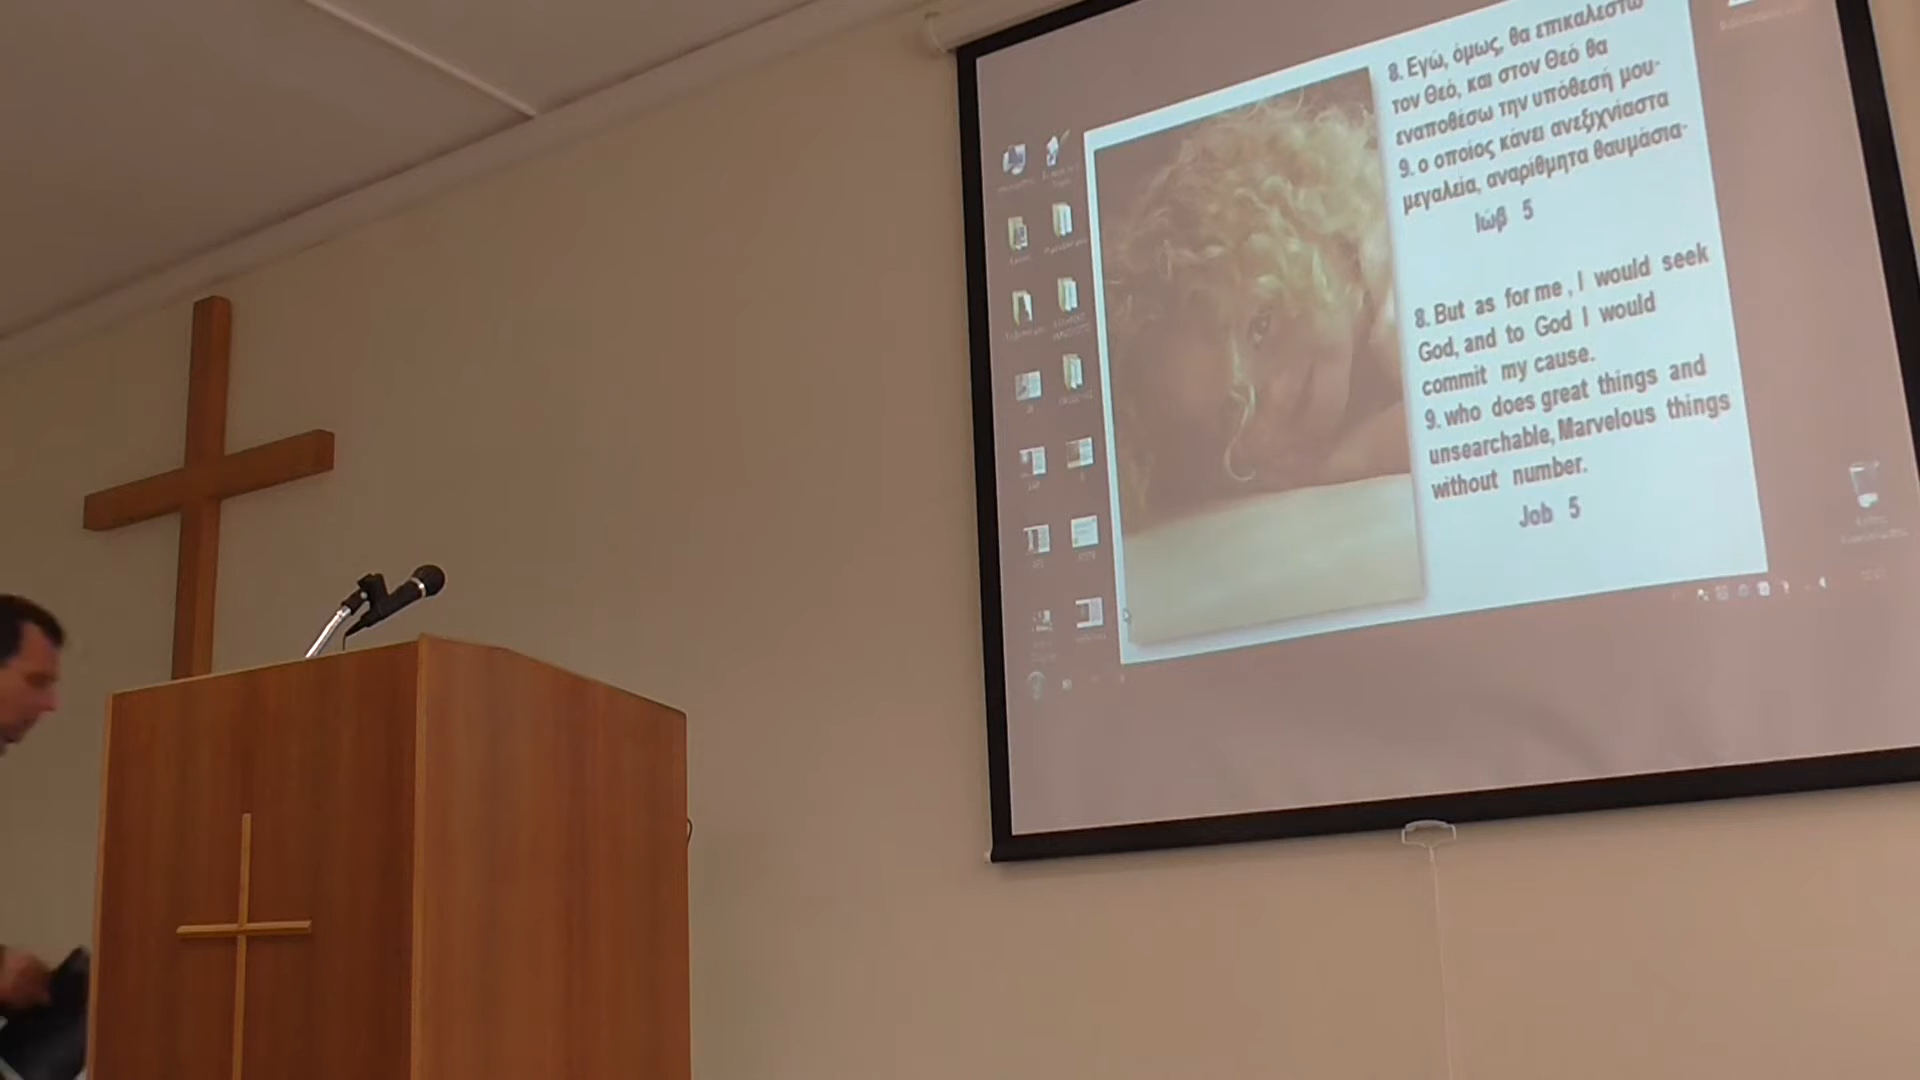 8. Εγώ, όμως, θα επικαλεστώ
τον Θεό, και στον Θεό θα
εναποθέσω την υπόθεσή μου·
9. ο οποίος κάνει ανεξιχνίαστα
μεγαλεία, αναρίθμητα θαυμάσια·
Ιώβ 5
8. But as for me , I would seek
God, and to God I would
commit my cause.
9. who does great things and
unsearchable, Marvelous things
without number.
Job 5